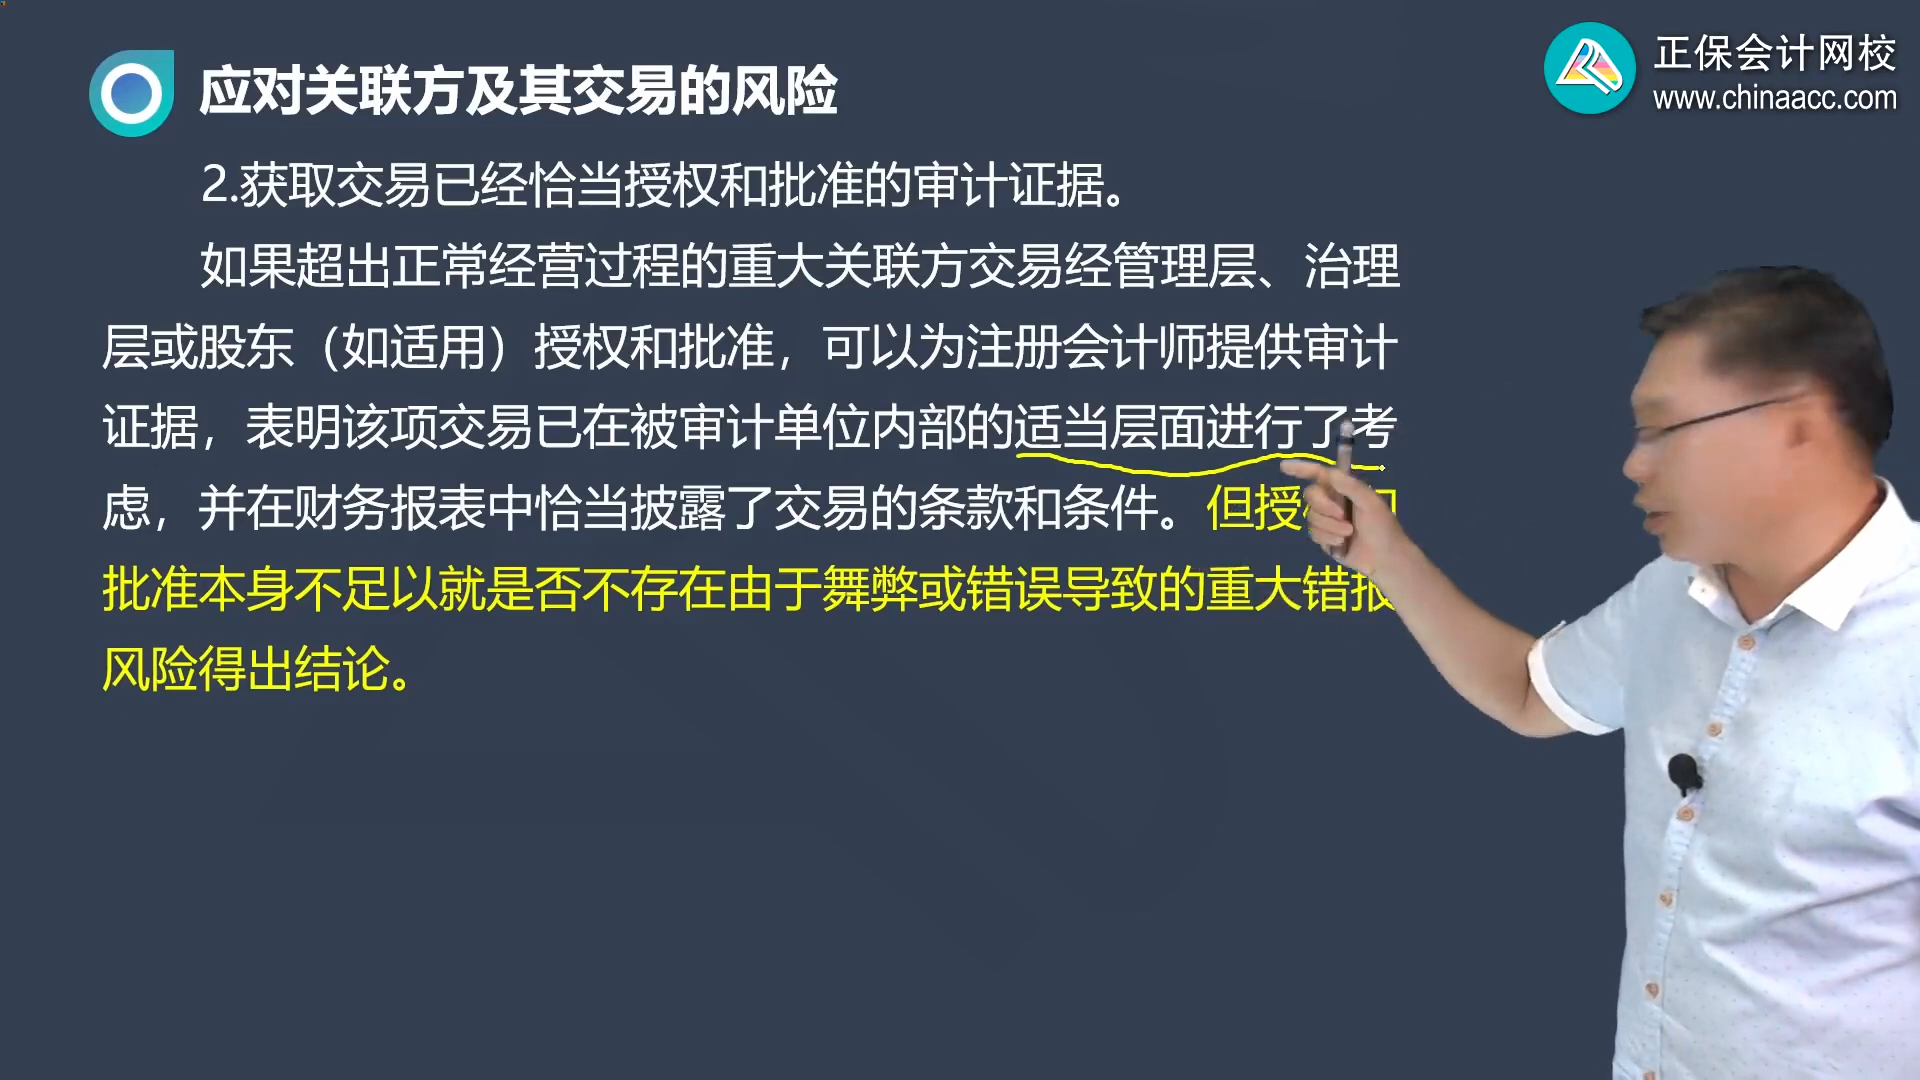 应对关联方及其交易的风险
正保会计网校
www.chinaacc.com
2.获取交易已经恰当授权和批准的审计证据。
如果超出正常经营过程的重大关联方交易经管理层、治理
层或股东（如适用）授权和批准，可以为注册会计师提供审计
证据，表明该项交易已在被审计单位内部的适当层面进行了考
虑，并在财务报表中恰当披露了交易的条款和条件。但授
批准本身不足以就是否不存在由于舞弊或错误导致的重大错报
风险得出结论。